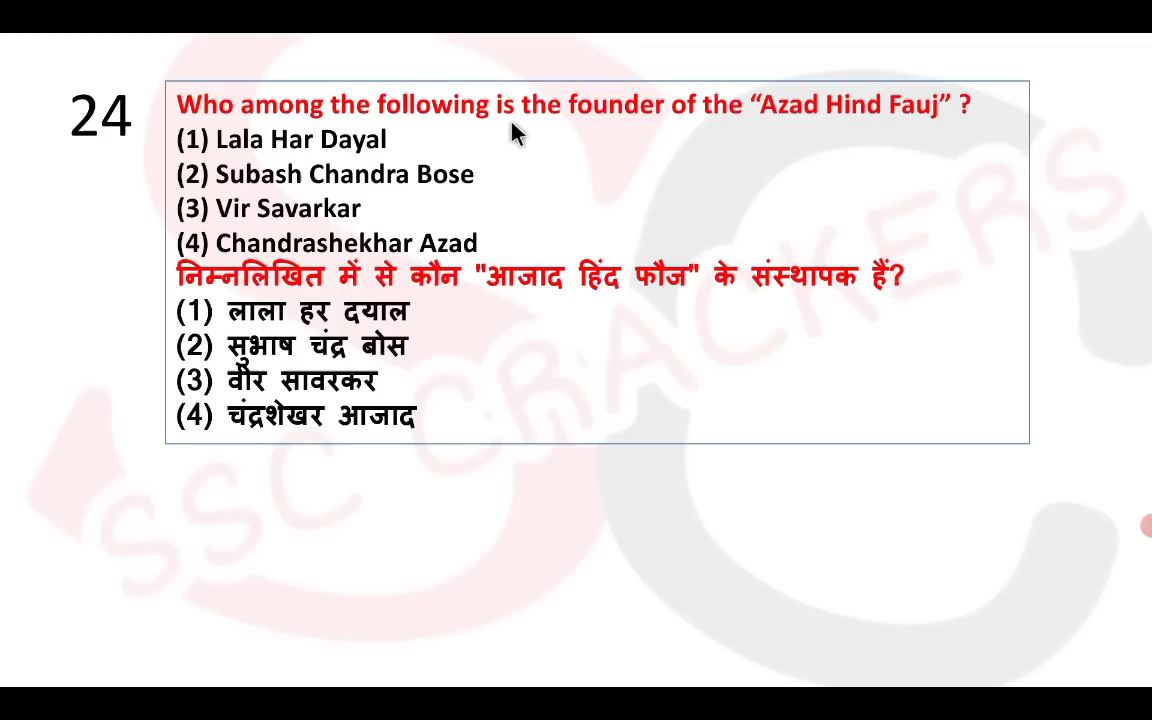 24
Who among the following is the founder of the “Azad Hind Fauj” ?
(1) Lala Har Dayal
(2) Subash Chandra Bose
(3) Vir Savarkar
(4) Chandrashekhar Azad
निम्नलिखित में से कौन "आजाद हिंद फौज" के संस्थापक हैं?
(1) लाला हर दयाल
(2) सुभाष चंद्र बोस
(3) वीर सावरकर
(4) चंद्रशेखर आजाद
SSC CRACKERS